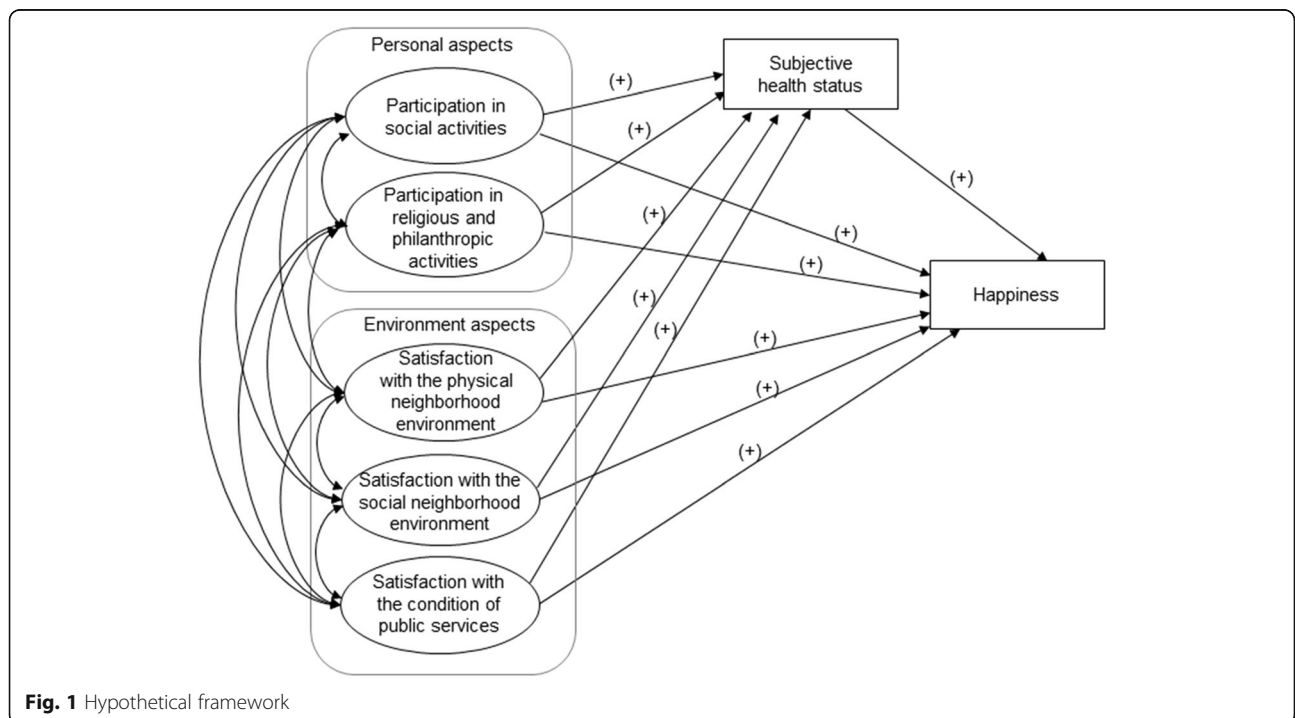 Personal aspects
Participation in
social activities
Participation in
religious and
philanthropic
activities
Environment aspects
Satisfaction
with the physical
neighborhood
environment
Satisfaction with the
social neighborhood
environment
Satisfaction with
the condition of
public services
Subjective
health status
Happiness
(+)
(+)
(+)
(+)
(+)
(+)
(+)
(+)
(+)
(+)
(+)
Fig. 1 Hypothetical framework